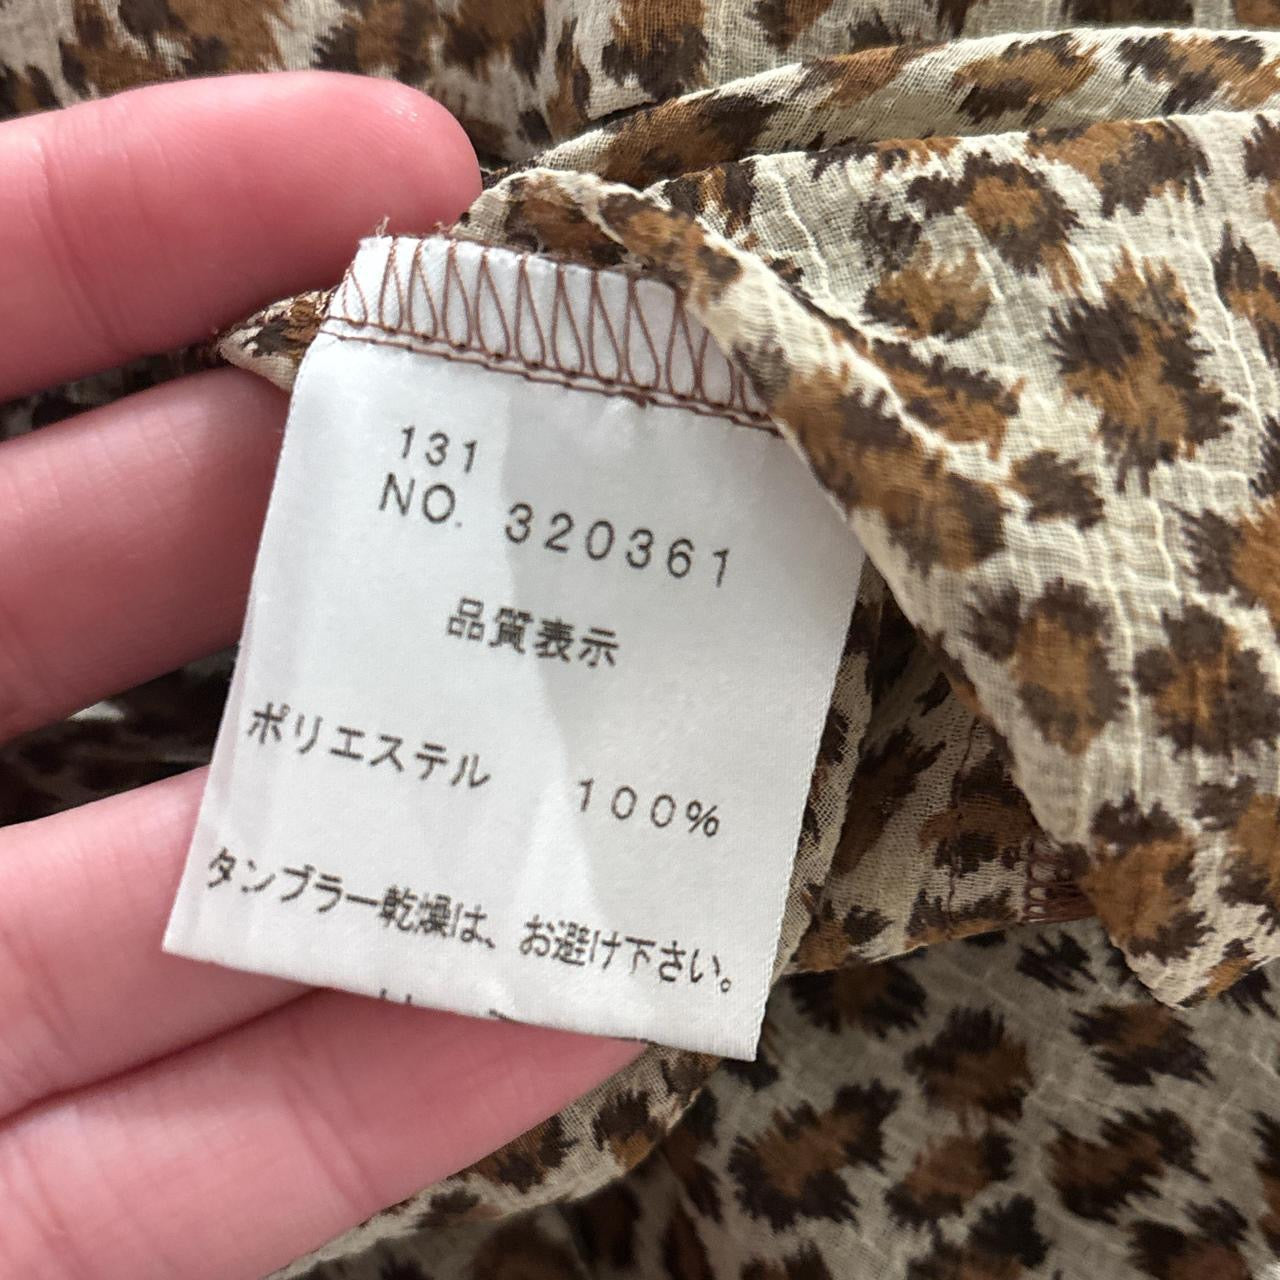 131
NO. 320361
品質表示
ポリエステル 100%
タンブラー乾燥は、お避け下さい。